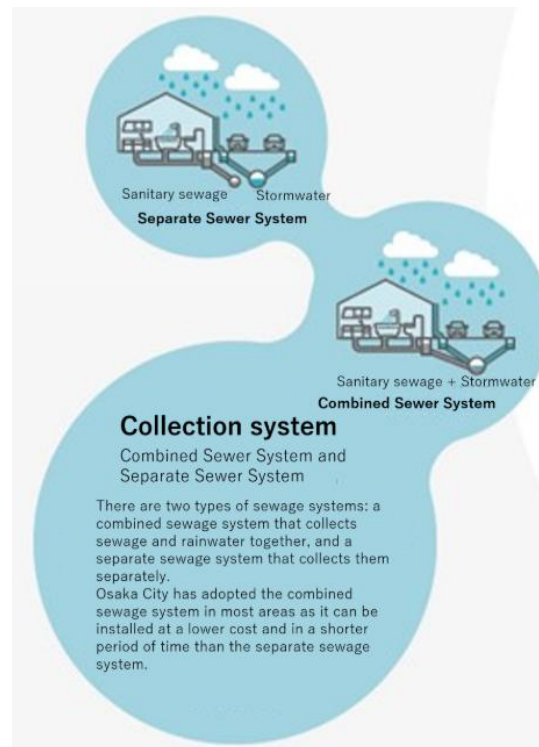 Sanitary sewage Stormwater
Separate Sewer System
Sanitary sewage + Stormwater
Combined Sewer System
Collection system
Combined Sewer System and
Separate Sewer System
There are two types of sewage systems: a
combined sewage system that collects
sewage and rainwater together, and a
separate sewage system that collects them
separately.
Osaka City has adopted the combined
sewage system in most areas as it can be
installed at a lower cost and in a shorter
period of time than the separate sewage
system.